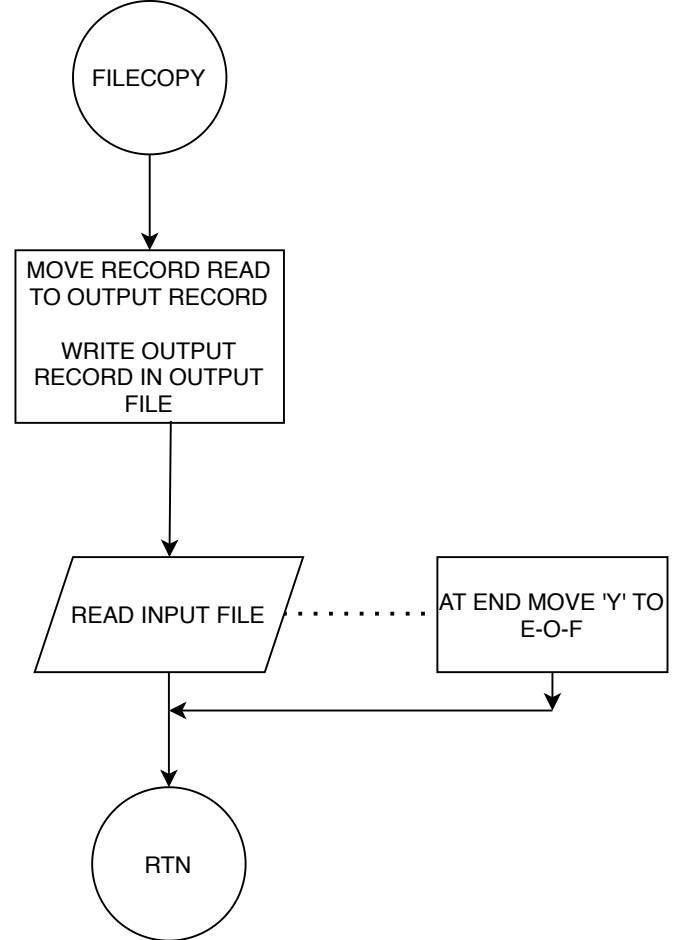 FILECOPY
MOVE RECORD READ
TO OUTPUT RECORD
WRITE OUTPUT
RECORD IN OUTPUT
FILE
READ INPUT FILE
AT END MOVE 'Y' TO
E-O-F
RTN